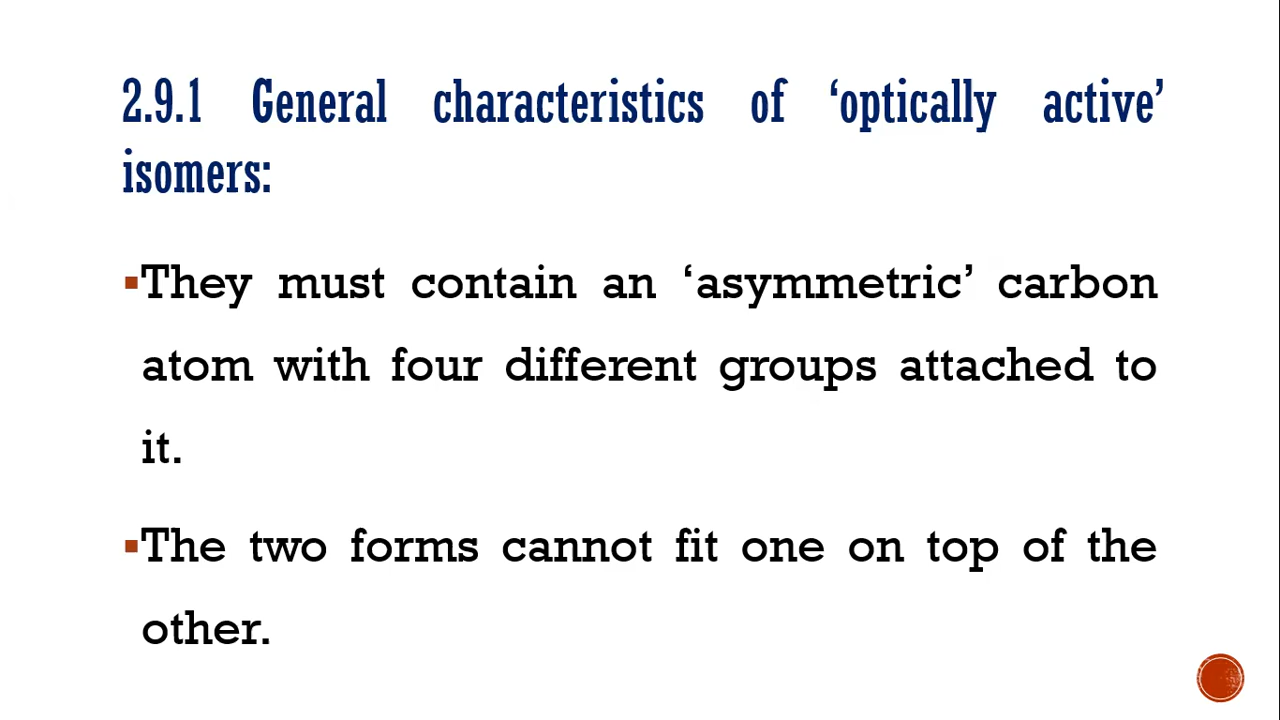 2.9.1 General characteristics of ‘optically active’
isomers:
▪They must contain an ‘asymmetric’ carbon
atom with four different groups attached to
it.
▪The two forms cannot fit one on top of the
other.